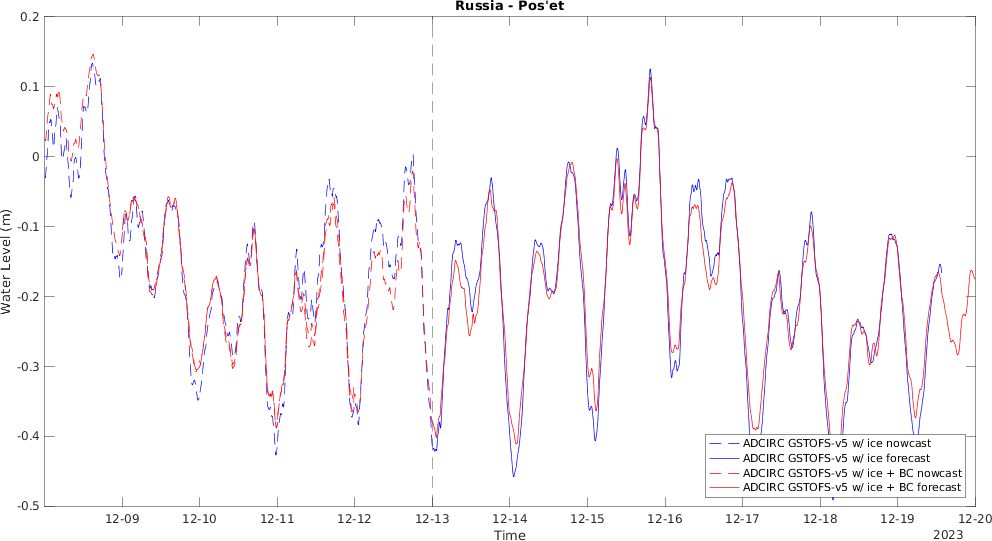 Russia - Pos'et
0.2
0.1
0
-0.1
-0.2
-0.3
-0.4
-0.5
Water Level (m)
ADCIRC GSTOFS-v5 w/ ice nowcast
ADCIRC GSTOFS-v5 w/ ice forecast
ADCIRC GSTOFS-v5 w/ ice + BC nowcast
ADCIRC GSTOFS-v5 w/ ice + BC forecast
12-09 12-10 12-11 12-12 12-13 12-14 12-15 12-16 12-17 12-18 12-19 12-20
Time
2023